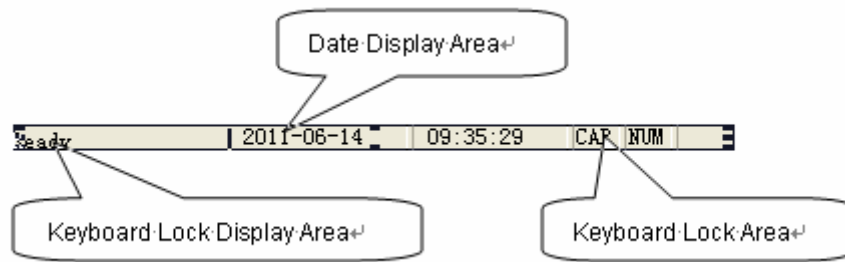 Date Display Area
Ready 2011-06-14 09:35:29 CAP NUM
Keyboard Lock Display Area
Keyboard Lock Area